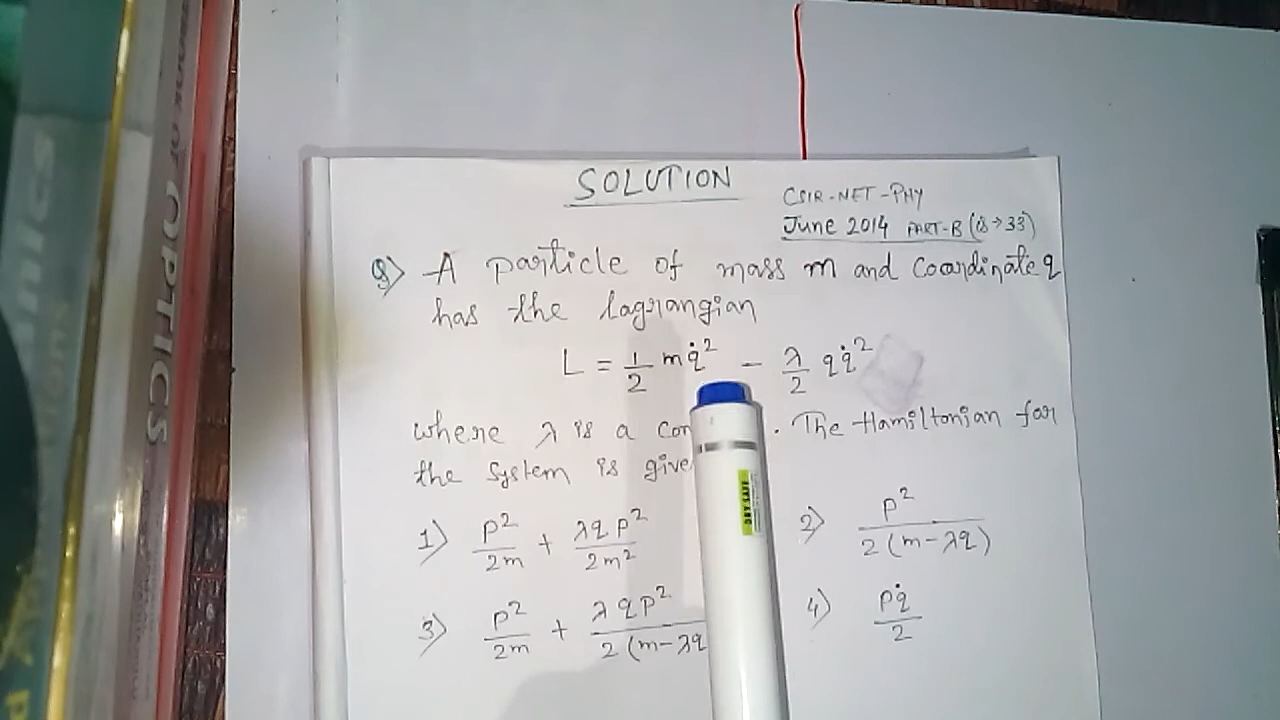 OPTICS
SOLUTION
CSIR-NET-PHY
June 2014 PART-B (Q→33)
Q> A particle of mass m and coordinate q
has the lagrangian
L = 1/2 m q̇² - λ/2 q q̇²
where λ is a con . The Hamiltonian for
the system is give
1) p²/2m + λqp²/2m² 2) p²/2(m-λq)
3) p²/2m + λqp²/2(m-λq 4) pq̇/2